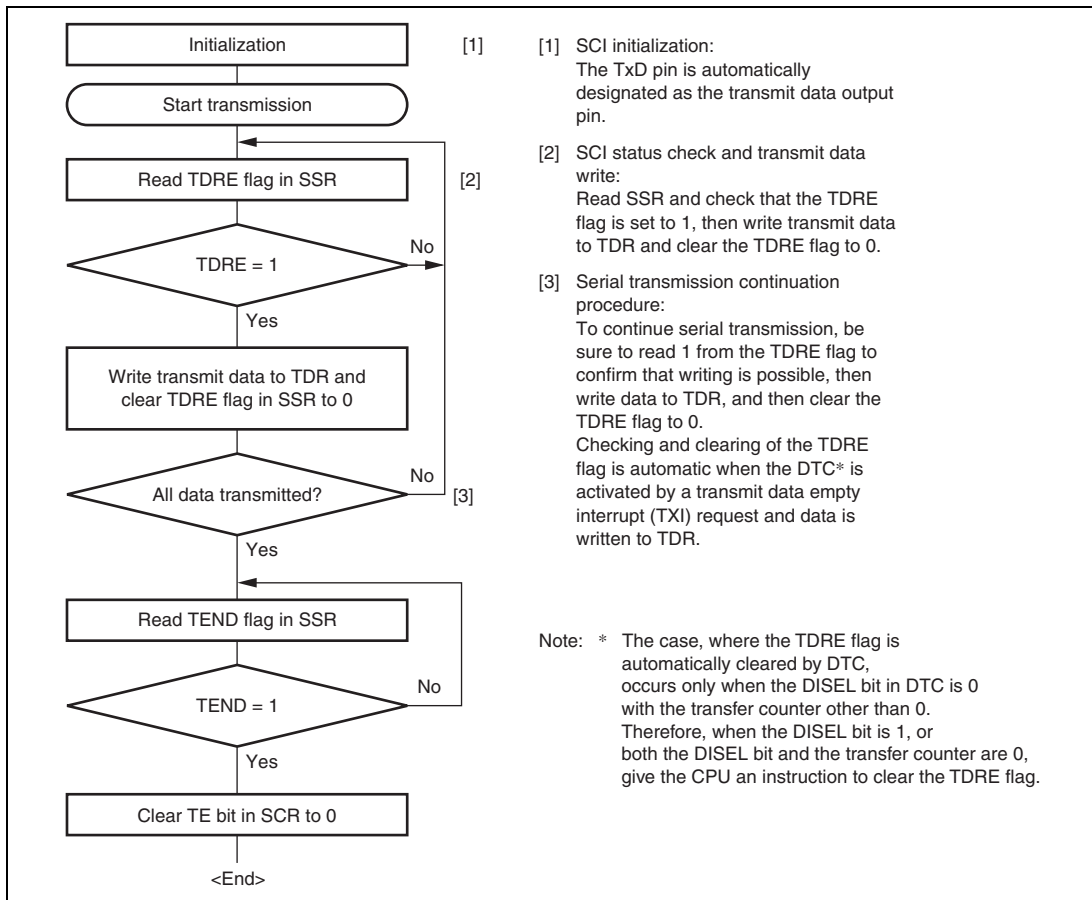 Initialization
[1]
Start transmission
Read TDRE flag in SSR
[2]
TDRE = 1
No
Yes
Write transmit data to TDR and
clear TDRE flag in SSR to 0
All data transmitted?
No
[3]
Yes
Read TEND flag in SSR
TEND = 1
No
Yes
Clear TE bit in SCR to 0
<End>
[1] SCI initialization:
The TxD pin is automatically
designated as the transmit data output
pin.
[2] SCI status check and transmit data
write:
Read SSR and check that the TDRE
flag is set to 1, then write transmit data
to TDR and clear the TDRE flag to 0.
[3] Serial transmission continuation
procedure:
To continue serial transmission, be
sure to read 1 from the TDRE flag to
confirm that writing is possible, then
write data to TDR, and then clear the
TDRE flag to 0.
Checking and clearing of the TDRE
flag is automatic when the DTC* is
activated by a transmit data empty
interrupt (TXI) request and data is
written to TDR.
Note: * The case, where the TDRE flag is
automatically cleared by DTC,
occurs only when the DISEL bit in DTC is 0
with the transfer counter other than 0.
Therefore, when the DISEL bit is 1, or
both the DISEL bit and the transfer counter are 0,
give the CPU an instruction to clear the TDRE flag.